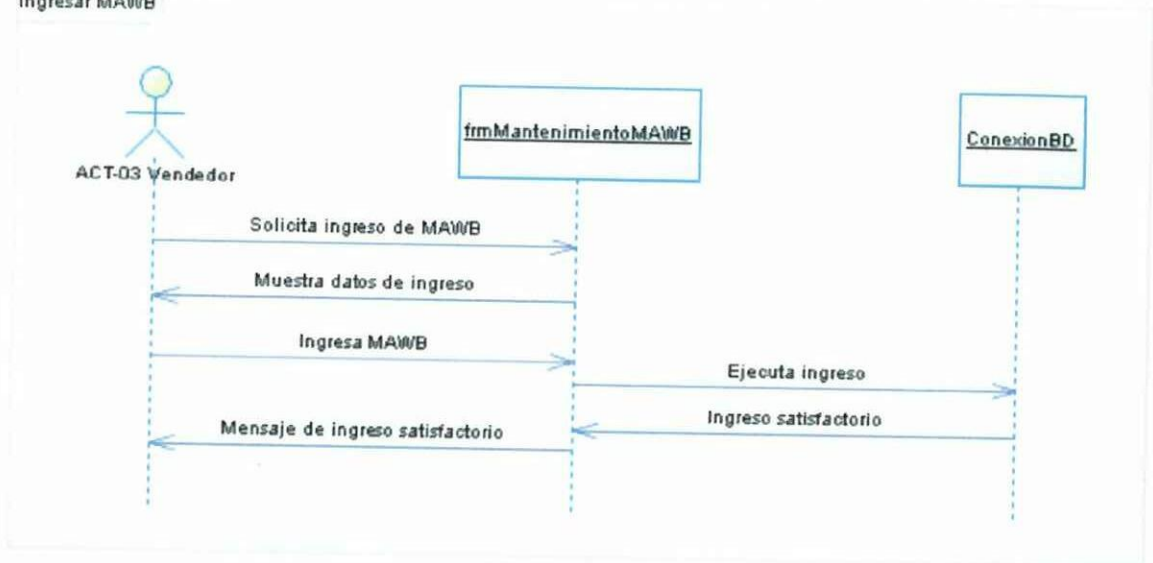 Ingresar MAWB
frmMantenimientoMAWB
ConexionBD
ACT-03 Vendedor
Solicita ingreso de MAWB
Muestra datos de ingreso
Ingresa MAWB
Ejecuta ingreso
Ingreso satisfactorio
Mensaje de ingreso satisfactorio